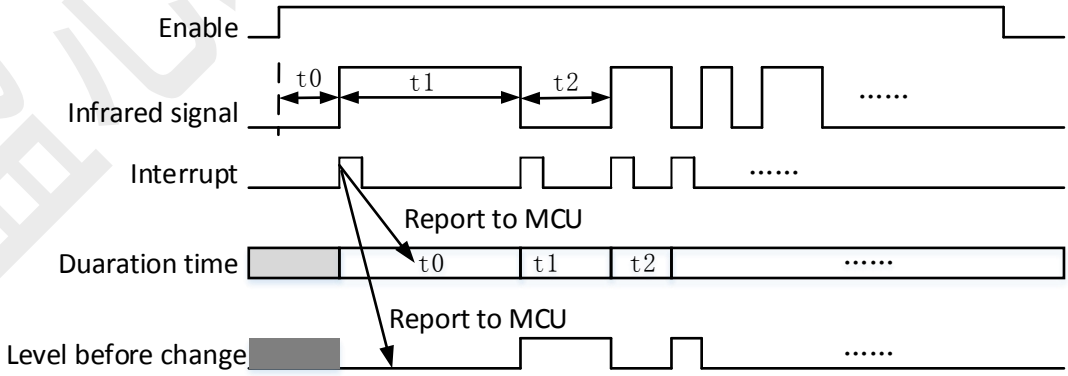 Enable
t0 t1 t2
Infrared signal ......
Interrupt ......
Report to MCU
Duaration time t0 t1 t2 ......
Report to MCU
Level before change ......